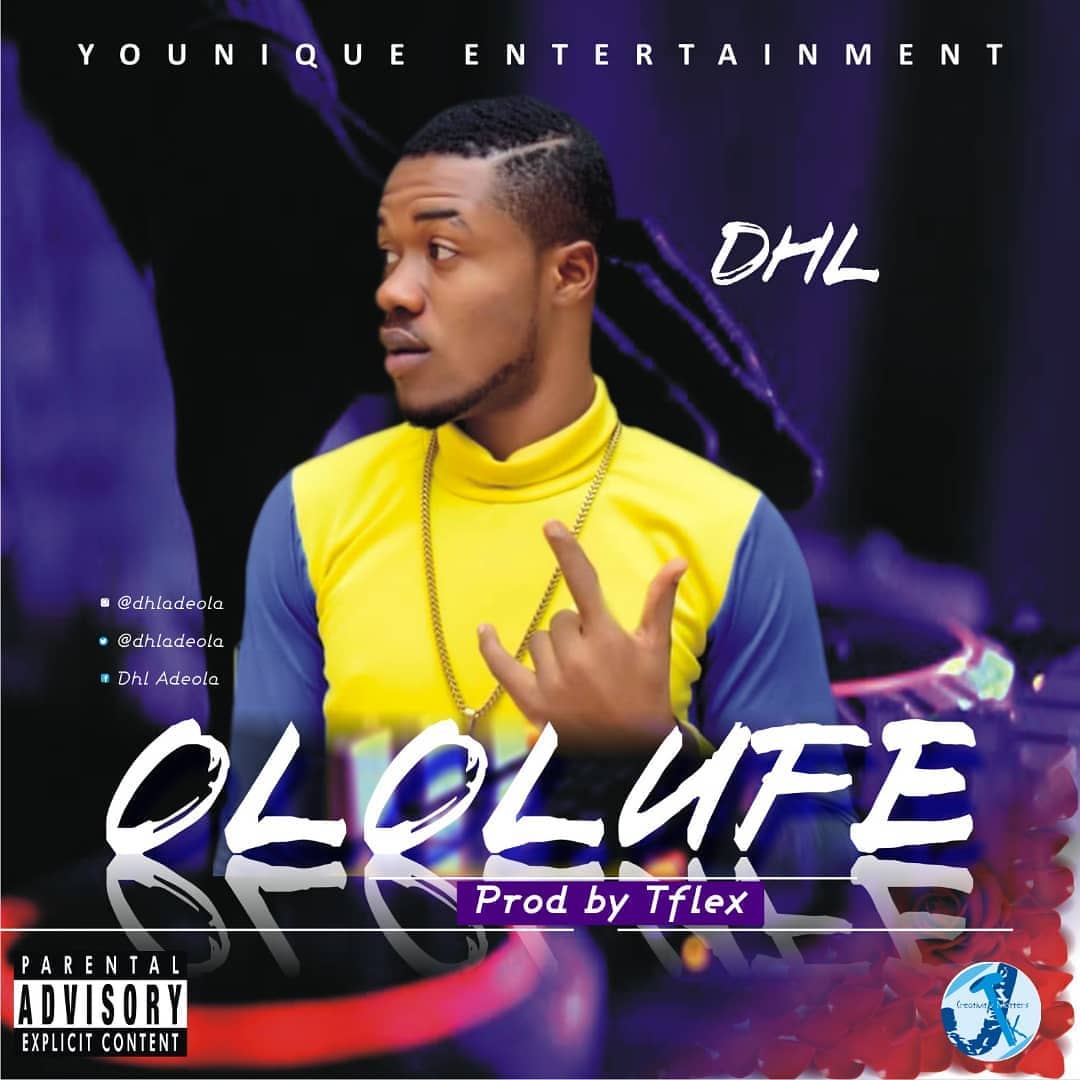 YOUNIQUE ENTERTAINMENT
DHL
@dhladeola
@dhladeola
Dhl Adeola
OLOLUFE
Prod by Tflex
PARENTAL
ADVISORY
EXPLICIT CONTENT